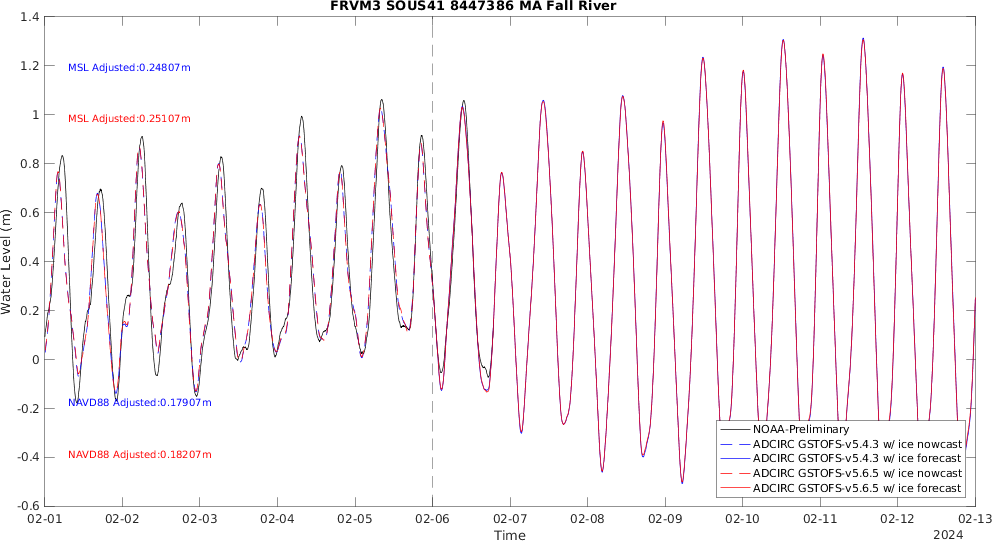 FRVM3 SOUS41 8447386 MA Fall River
1.4
1.2
1
0.8
0.6
0.4
0.2
0
-0.2
-0.4
-0.6
Water Level (m)
MSL Adjusted:0.24807m
MSL Adjusted:0.25107m
NAVD88 Adjusted:0.17907m
NAVD88 Adjusted:0.18207m
NOAA-Preliminary
ADCIRC GSTOFS-v5.4.3 w/ ice nowcast
ADCIRC GSTOFS-v5.4.3 w/ ice forecast
ADCIRC GSTOFS-v5.6.5 w/ ice nowcast
ADCIRC GSTOFS-v5.6.5 w/ ice forecast
02-01 02-02 02-03 02-04 02-05 02-06 02-07 02-08 02-09 02-10 02-11 02-12 02-13
Time
2024